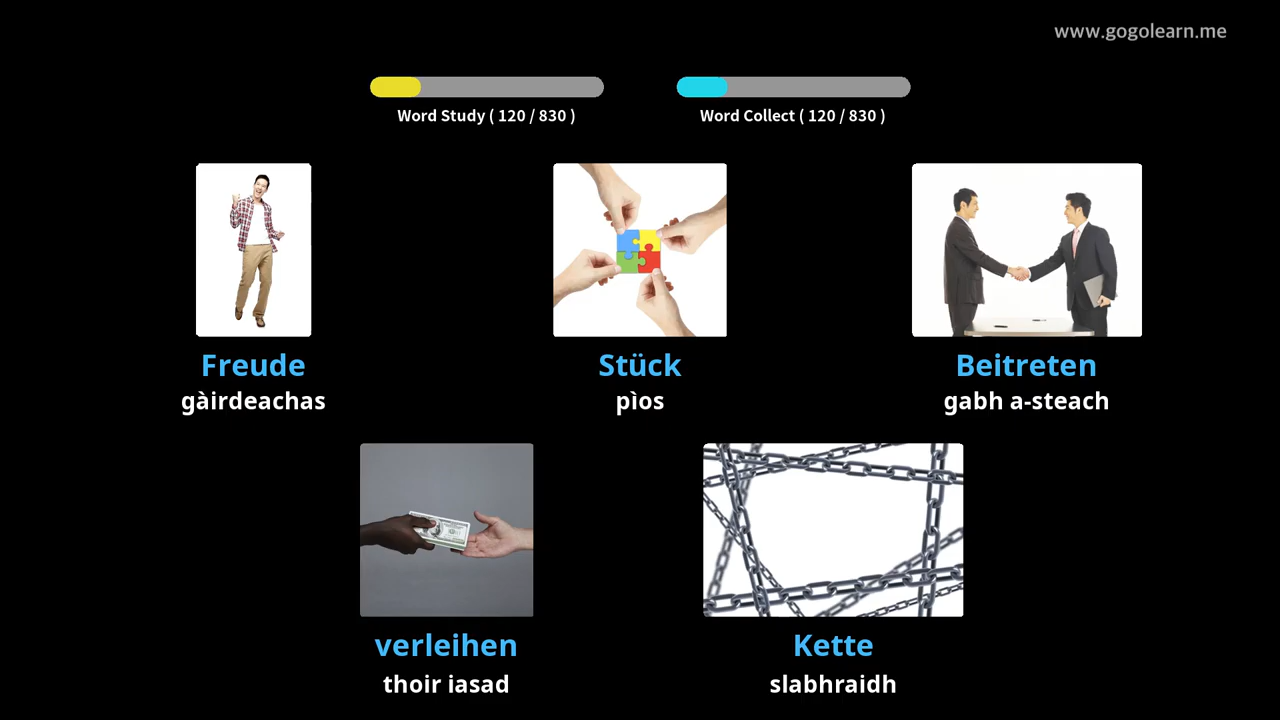 www.gogolearn.me
Word Study ( 120 / 830 )
Word Collect ( 120 / 830 )
Freude
gàirdeachas
Stück
pìos
Beitreten
gabh a-steach
verleihen
thoir iasad
Kette
slabhraidh